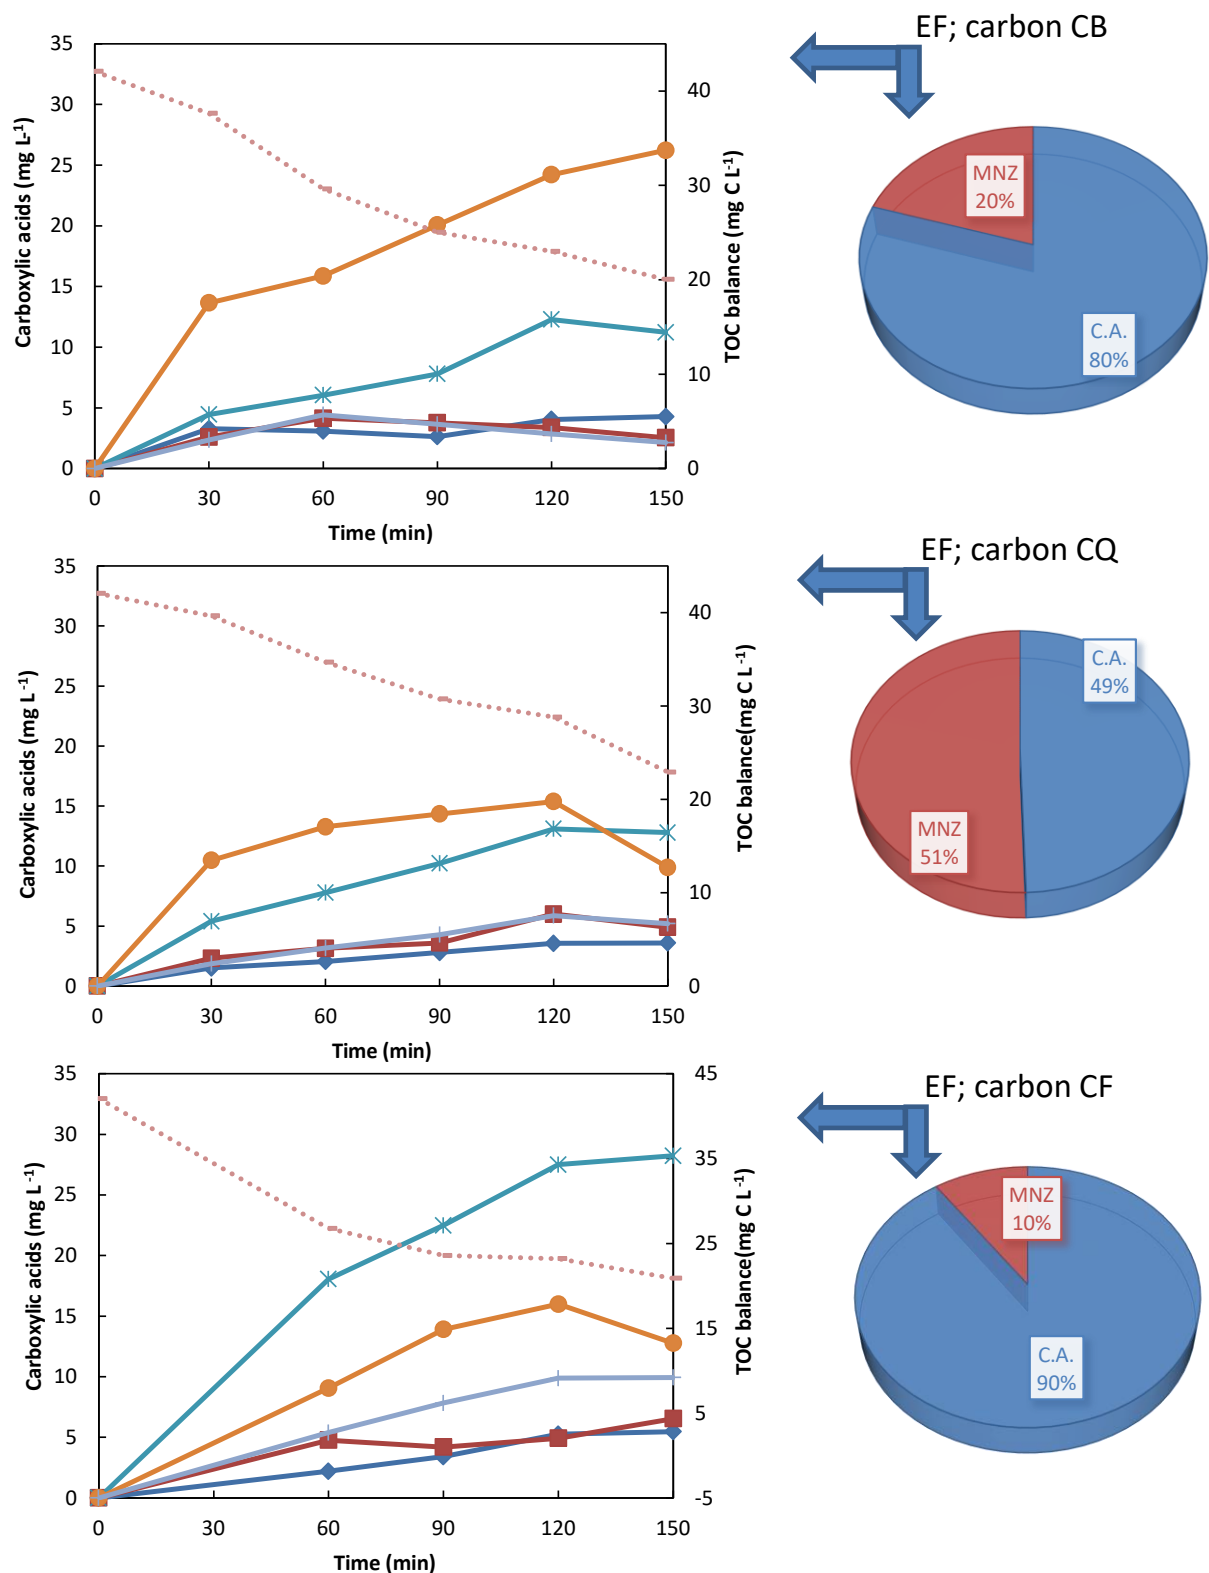 EF; carbon CB
35
30
25
20
15
10
5
0
Carboxylic acids (mg L-1)
40
30
20
10
0
TOC balance (mg C L-1)
0 30 60 90 120 150
Time (min)
MNZ
20%
C.A.
80%
EF; carbon CQ
35
30
25
20
15
10
5
0
Carboxylic acids (mg L -1)
40
30
20
10
0
TOC balance(mg C L -1)
0 30 60 90 120 150
Time (min)
C.A.
49%
MNZ
51%
EF; carbon CF
35
30
25
20
15
10
5
0
Carboxylic acids (mg L -1)
45
35
25
15
5
-5
TOC balance(mg C L -1)
0 30 60 90 120 150
Time (min)
MNZ
10%
C.A.
90%